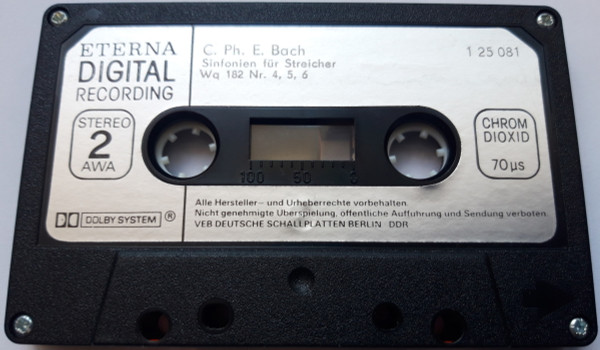 ETERNA
DIGITAL
RECORDING
C. Ph. E. Bach
Sinfonien für Streicher
Wq 182 Nr. 4, 5, 6
1 25 081
STEREO
2
AWA
100 50 0
CHROM
DIOXID
70 µs
DOLBY SYSTEM ®
Alle Hersteller- und Urheberrechte vorbehalten.
Nicht genehmigte Überspielung, öffentliche Aufführung und Sendung verboten.
VEB DEUTSCHE SCHALLPLATTEN BERLIN DDR